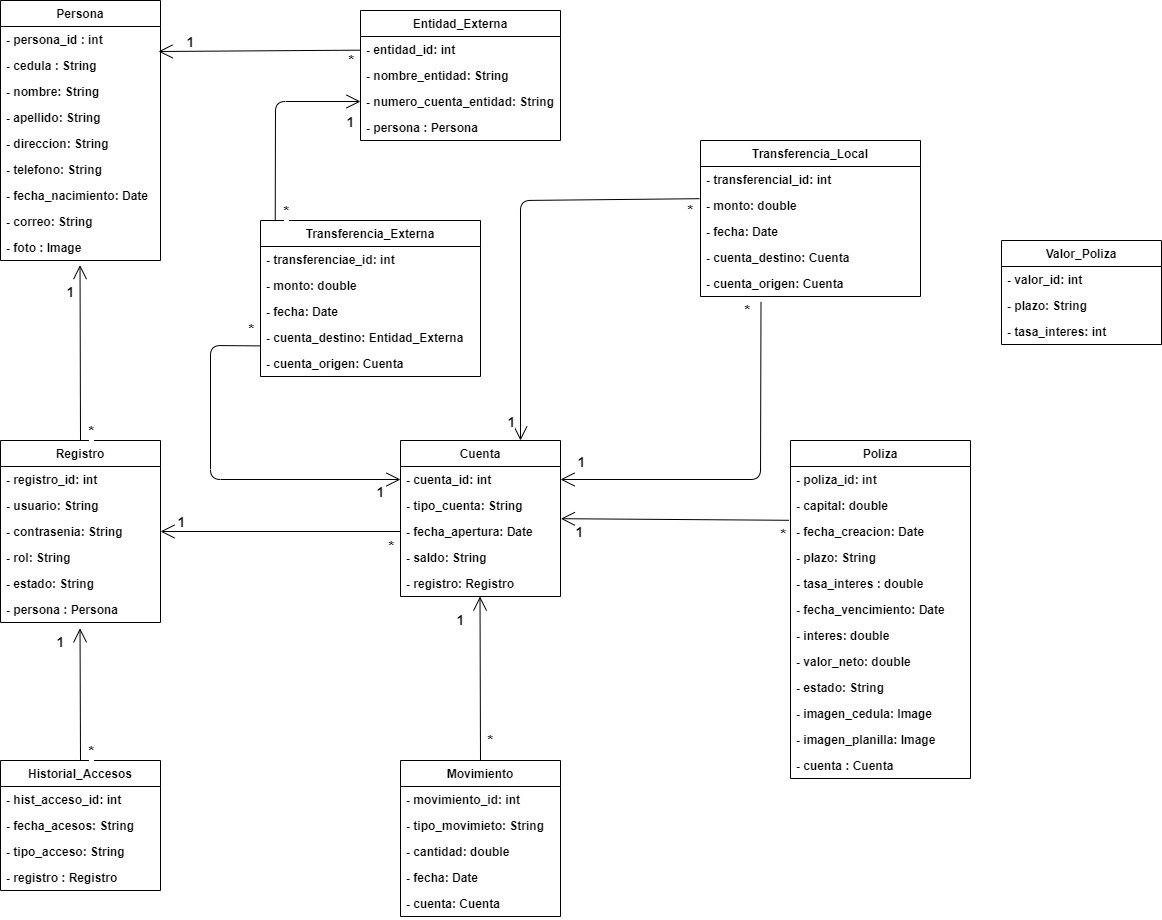 Persona
- persona_id : int
- cedula : String
- nombre: String
- apellido: String
- direccion: String
- telefono: String
- fecha_nacimiento: Date
- correo: String
- foto : Image
1
*
Entidad_Externa
- entidad_id: int
- nombre_entidad: String
- numero_cuenta_entidad: String
- persona : Persona
1
*
1
*
Transferencia_Externa
- transferenciae_id: int
- monto: double
- fecha: Date
- cuenta_destino: Entidad_Externa
- cuenta_origen: Cuenta
*
1
Transferencia_Local
- transferencial_id: int
- monto: double
- fecha: Date
- cuenta_destino: Cuenta
- cuenta_origen: Cuenta
*
1
*
1
Valor_Poliza
- valor_id: int
- plazo: String
- tasa_interes: int
1
*
Registro
- registro_id: int
- usuario: String
- contrasenia: String
- rol: String
- estado: String
- persona : Persona
Cuenta
- cuenta_id: int
- tipo_cuenta: String
- fecha_apertura: Date
- saldo: String
- registro: Registro
1
*
Poliza
- poliza_id: int
- capital: double
- fecha_creacion: Date
- plazo: String
- tasa_interes : double
- fecha_vencimiento: Date
- interes: double
- valor_neto: double
- estado: String
- imagen_cedula: Image
- imagen_planilla: Image
- cuenta : Cuenta
1
*
Historial_Accesos
- hist_acceso_id: int
- fecha_acesos: String
- tipo_acceso: String
- registro : Registro
1
*
Movimiento
- movimiento_id: int
- tipo_movimieto: String
- cantidad: double
- fecha: Date
- cuenta: Cuenta